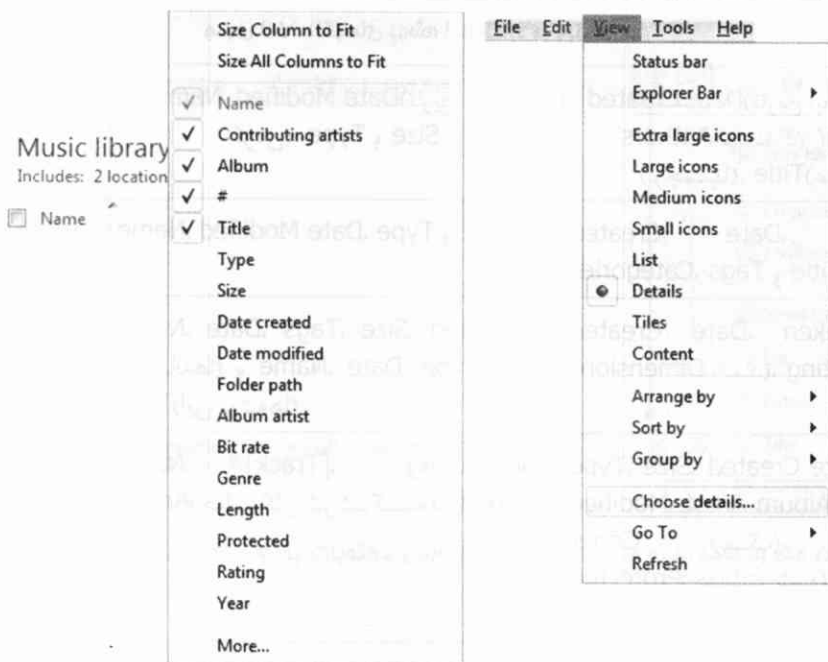 Music library
Includes: 2 location
Name
Size Column to Fit
Size All Columns to Fit
Name
Contributing artists
Album
#
Title
Type
Size
Date created
Date modified
Folder path
Album artist
Bit rate
Genre
Length
Protected
Rating
Year
More...
File Edit View Tools Help
Status bar
Explorer Bar
Extra large icons
Large icons
Medium icons
Small icons
List
Details
Tiles
Content
Arrange by
Sort by
Group by
Choose details...
Go To
Refresh